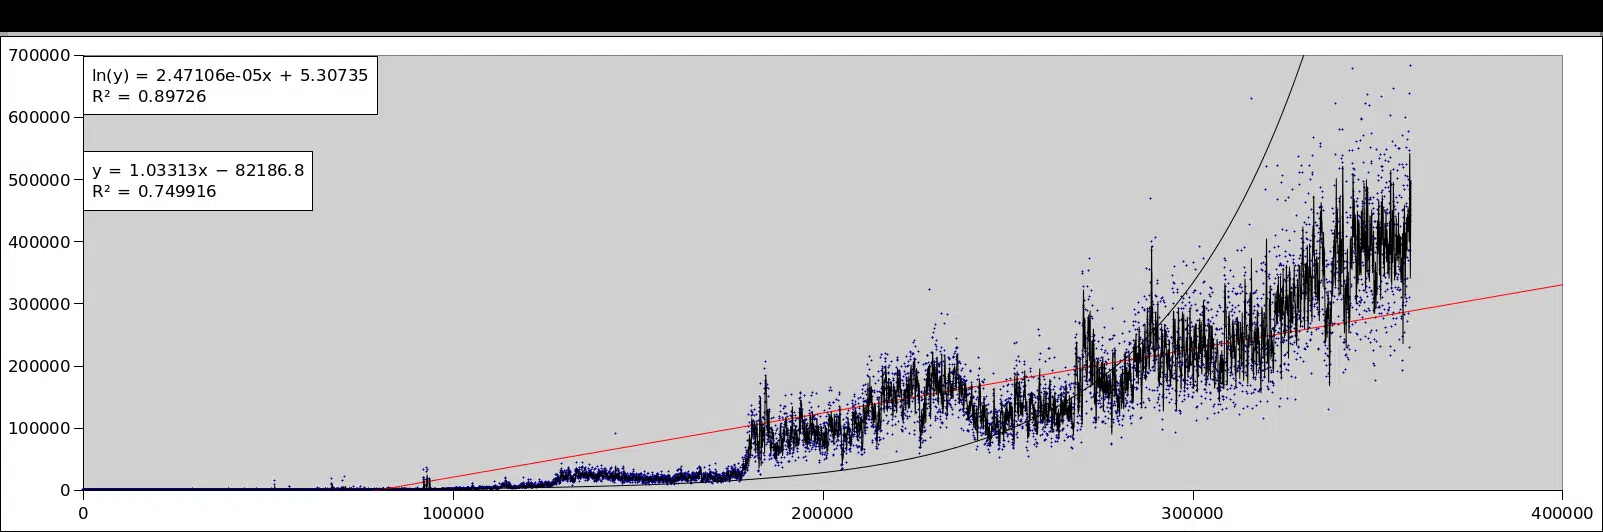 700000
ln(y) = 2.47106e-05x + 5.30735
R² = 0.89726
600000
y = 1.03313x − 82186.8
R² = 0.749916
500000
400000
300000
200000
100000
0
0 100000 200000 300000 400000